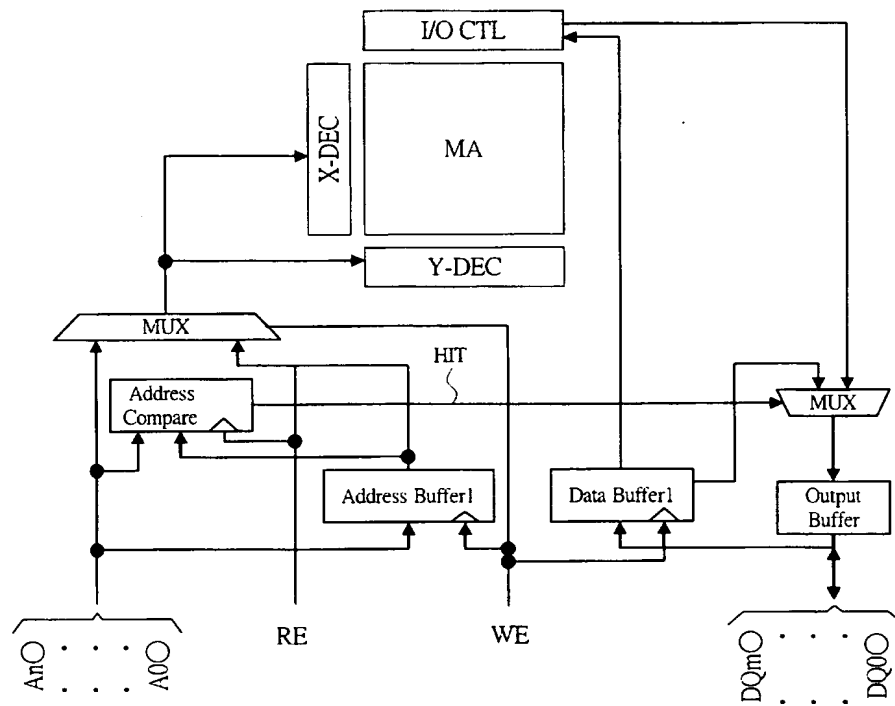 I/O CTL
X-DEC
MA
Y-DEC
MUX
HIT
Address
Compare
MUX
Address Buffer1
Data Buffer1
Output
Buffer
RE
WE
An
A0
DQm
DQ0